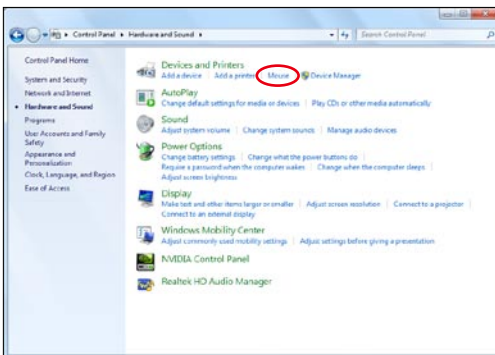 Control Panel ▸ Hardware and Sound ▸
Search Control Panel
Control Panel Home
System and Security
Network and Internet
Hardware and Sound
Programs
User Accounts and Family
Safety
Appearance and
Personalization
Clock, Language, and Region
Ease of Access
Devices and Printers
Add a device Add a printer Mouse Device Manager
AutoPlay
Change default settings for media or devices Play CDs or other media automatically
Sound
Adjust system volume Change system sounds Manage audio devices
Power Options
Change battery settings Change what the power buttons do
Require a password when the computer wakes Change when the computer sleeps
Adjust screen brightness
Display
Make text and other items larger or smaller Adjust screen resolution Connect to a projector
Connect to an external display
Windows Mobility Center
Adjust commonly used mobility settings Adjust settings before giving a presentation
NVIDIA Control Panel
Realtek HD Audio Manager